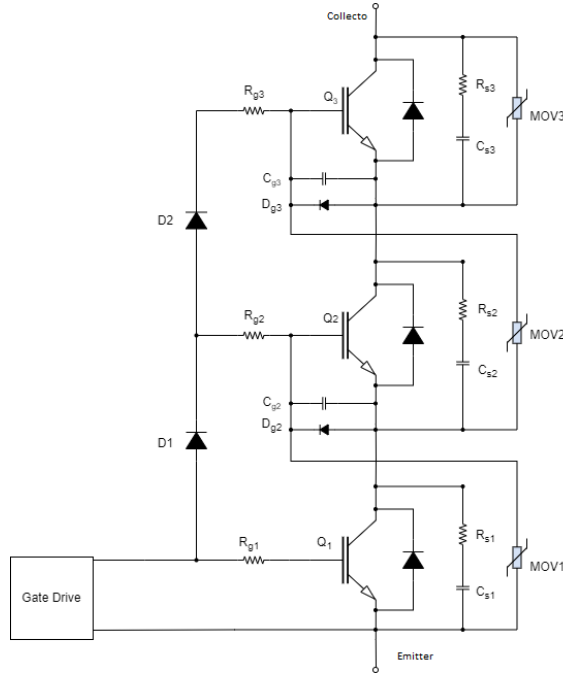 Collecto
Rg3
Q3
Rs3
MOV3
Cs3
Cg3
Dg3
D2
Rg2
Q2
Rs2
MOV2
Cs2
Cg2
Dg2
D1
Rg1
Q1
Rs1
MOV1
Cs1
Gate Drive
Emitter